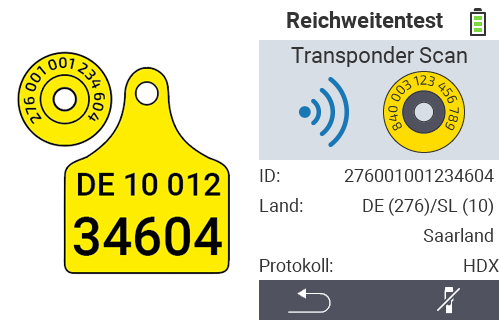 276 001 001 234 604
DE 10 012
34604
Reichweitentest
Transponder Scan
840 003 123 456 789
ID: 276001001234604
Land: DE (276)/SL (10)
Saarland
Protokoll: HDX